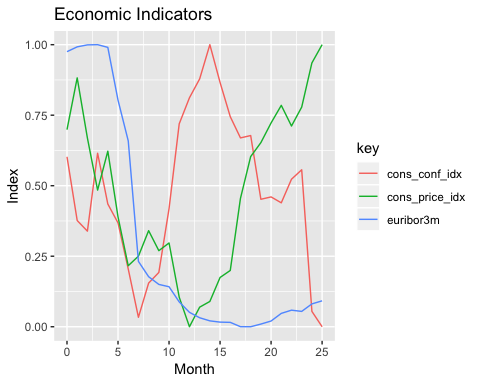 Economic Indicators
1.00
0.75
0.50
0.25
0.00
Index
0 5 10 15 20 25
Month
key
cons_conf_idx
cons_price_idx
euribor3m